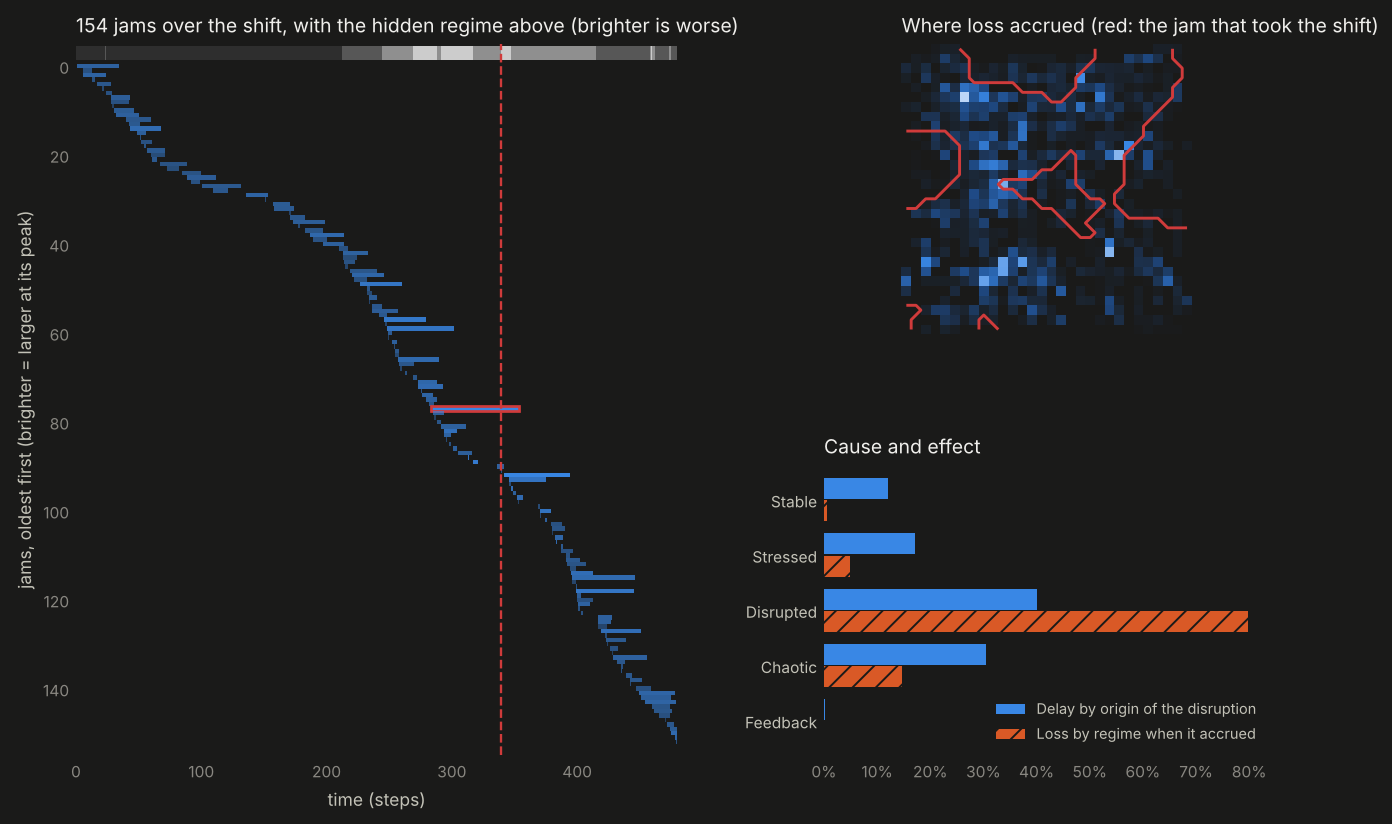 154 jams over the shift, with the hidden regime above (brighter is worse)
0
20
40
60
80
100
120
140
jams, oldest first (brighter = larger at its peak)
0
100
200
300
400
time (steps)
Where loss accrued (red: the jam that took the shift)
Cause and effect
Stable
Stressed
Disrupted
Chaotic
Feedback
Delay by origin of the disruption
Loss by regime when it accrued
0%
10%
20%
30%
40%
50%
60%
70%
80%